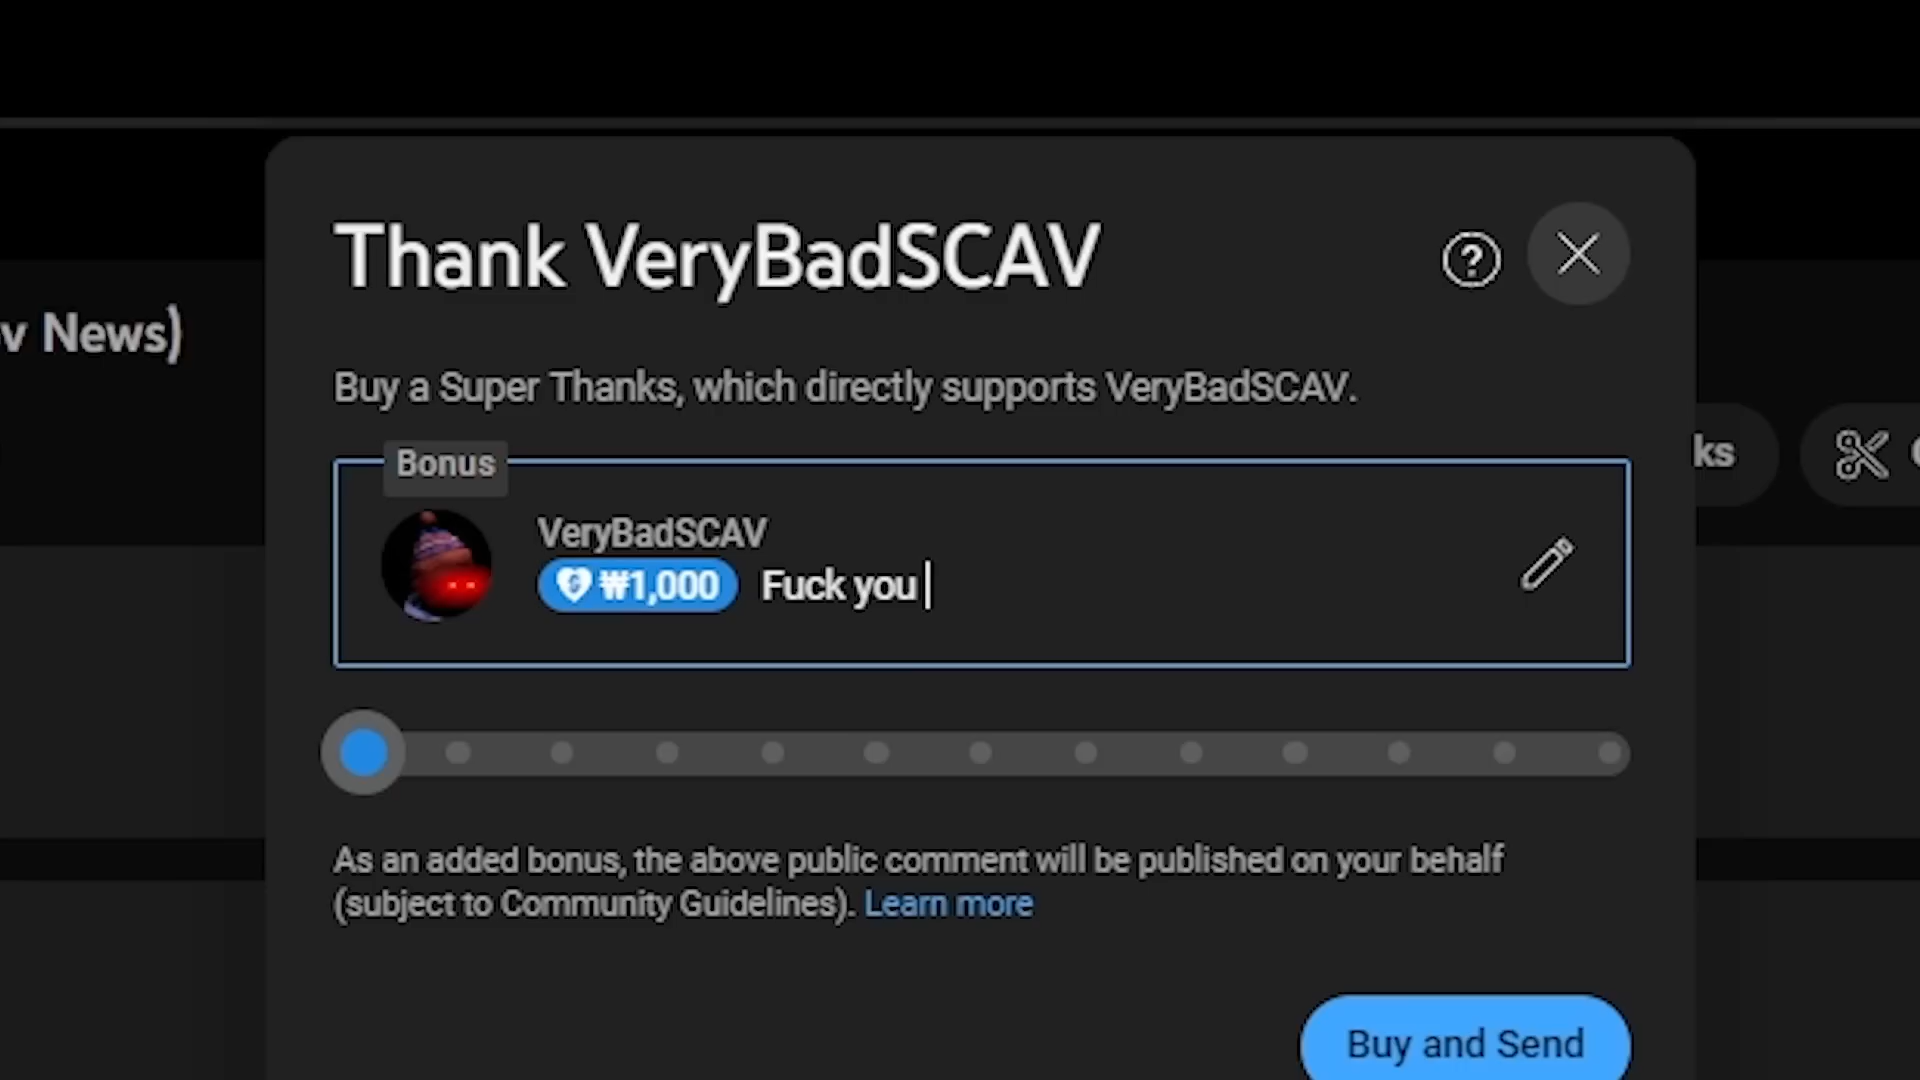 Thank VeryBadSCAV
v News)
Buy a Super Thanks, which directly supports VeryBadSCAV.
Bonus
ks
VeryBadSCAV
₩1,000 Fuck you
As an added bonus, the above public comment will be published on your behalf
(subject to Community Guidelines). Learn more
Buy and Send